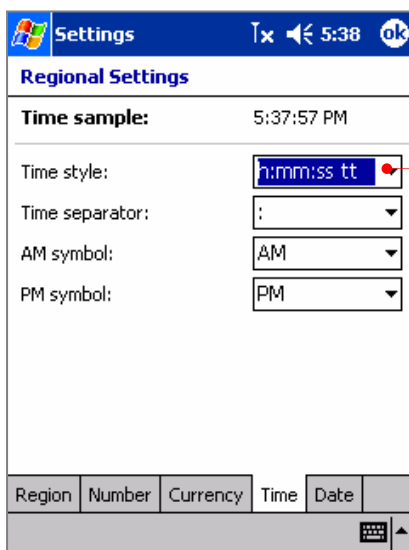 Settings 5:38 ok
Regional Settings
Time sample: 5:37:57 PM
Time style: h:mm:ss tt
Time separator: :
AM symbol: AM
PM symbol: PM
Region Number Currency Time Date